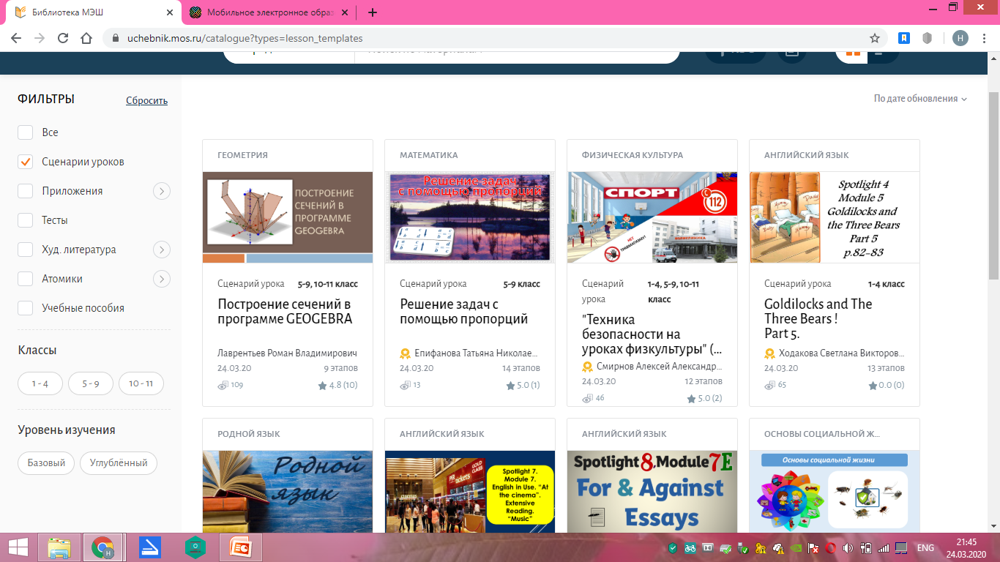 Библиотека МЭШ
Мобильное электронное образ
uchebnik.mos.ru/catalogue?types=lesson_templates
Н
ФИЛЬТРЫ
Сбросить
По дате обновления
Все
Сценарии уроков
Приложения
Тесты
Худ. литература
Атомики
Учебные пособия
Классы
1 - 4
5 - 9
10 - 11
Уровень изучения
Базовый
Углублённый
ГЕОМЕТРИЯ
ПОСТРОЕНИЕ
СЕЧЕНИЙ В
ПРОГРАММЕ
GEOGEBRA
Сценарий урока
5-9, 10-11 класс
Построение сечений в
программе GEOGEBRA
Лаврентьев Роман Владимирович
24.03.20
9 этапов
109
4.8 (10)
МАТЕМАТИКА
Решение задач
с помощью пропорций
Сценарий урока
5-9 класс
Решение задач с
помощью пропорций
Епифанова Татьяна Николае...
24.03.20
14 этапов
13
5.0 (1)
ФИЗИЧЕСКАЯ КУЛЬТУРА
СПОРТ
112
НЕТ
ТРАВМАТИЗМУ!
ПОЛИКЛИНИКА
Сценарий
урока
1-4, 5-9, 10-11
класс
"Техника
безопасности на
уроках физкультуры" (...
Смирнов Алексей Александр...
24.03.20
12 этапов
46
5.0 (2)
АНГЛИЙСКИЙ ЯЗЫК
Spotlight 4
Module 5
Goldilocks and
the Three Bears
Part 5
p.82-83
Сценарий урока
1-4 класс
Goldilocks and The
Three Bears !
Part 5.
Ходакова Светлана Викторов...
24.03.20
13 этапов
65
0.0 (0)
РОДНОЙ ЯЗЫК
Родной
язык
АНГЛИЙСКИЙ ЯЗЫК
GOLD
CLASS
PVR
tickets
cinemas
Spotlight 7.
Module 7.
English in Use. "At
the cinema".
Extensive
Reading.
"Music"
АНГЛИЙСКИЙ ЯЗЫК
Spotlight 8, Module 7E
For & Against
Essays
ОСНОВЫ СОЦИАЛЬНОЙ Ж...
Основы социальной жизни
ENG
21:45
24.03.2020